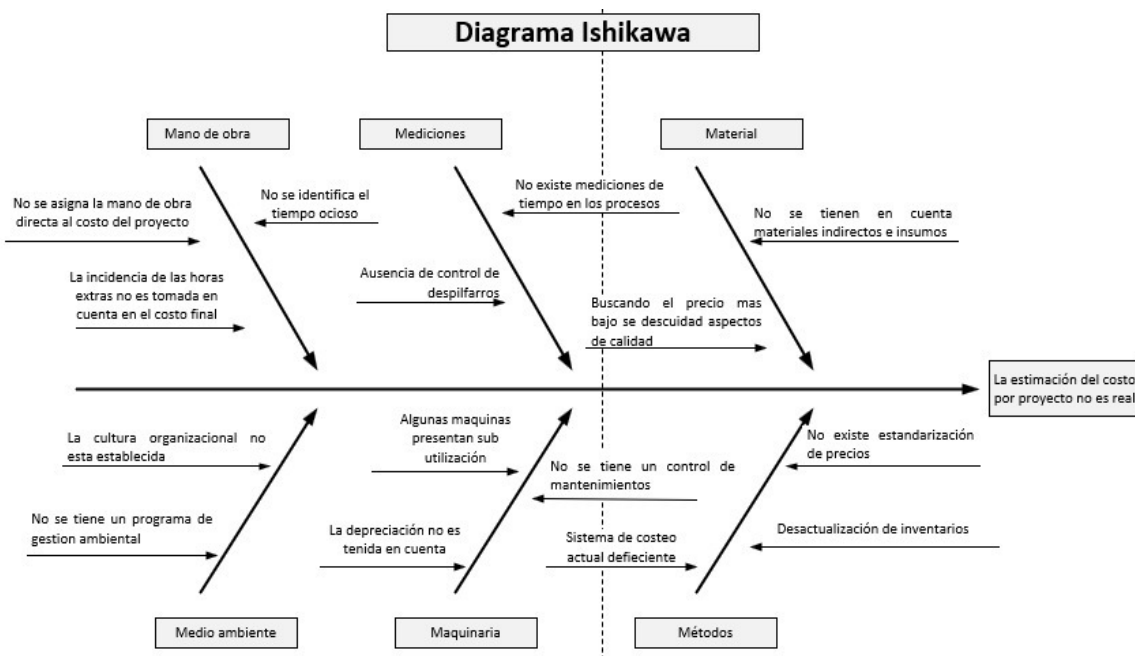 Diagrama Ishikawa
Mano de obra
Mediciones
Material
No se asigna la mano de obra
directa al costo del proyecto
No se identifica el
tiempo ocioso
La incidencia de las horas
extras no es tomada en
cuenta en el costo final
No existe mediciones de
tiempo en los procesos
Ausencia de control de
despilfarros
No se tienen en cuenta
materiales indirectos e insumos
Buscando el precio mas
bajo se descuidad aspectos
de calidad
La estimación del costo
por proyecto no es real
La cultura organizacional no
esta establecida
No se tiene un programa de
gestion ambiental
Algunas maquinas
presentan sub
utilización
No se tiene un control de
mantenimientos
La depreciación no es
tenida en cuenta
No existe estandarización
de precios
Sistema de costeo
actual defieciente
Desactualización de inventarios
Medio ambiente
Maquinaria
Métodos